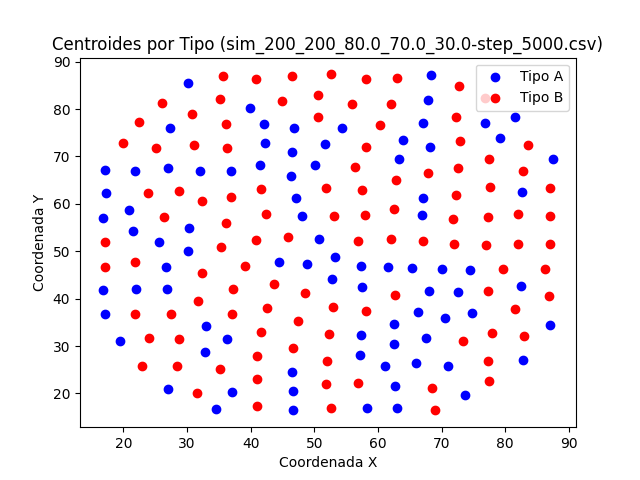 Centroides por Tipo (sim_200_200_80.0_70.0_30.0-step_5000.csv)
Tipo A
Tipo B
90
80
70
60
50
40
30
20
Coordenada Y
20 30 40 50 60 70 80 90
Coordenada X